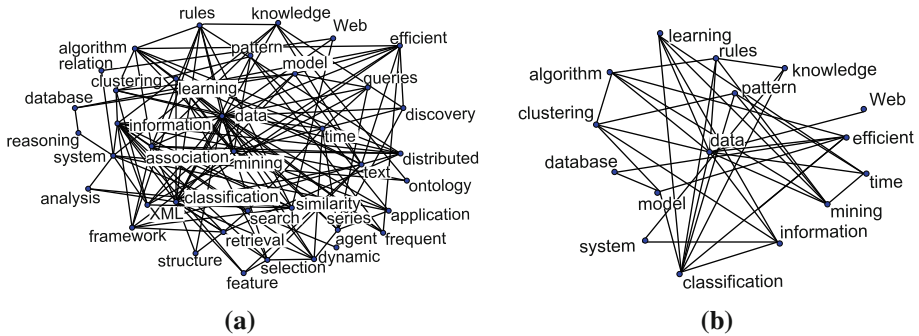 rules
knowledge
Web
algorithm
pattern
efficient
relation
model
clustering
learning
queries
database
data
discovery
information
time
reasoning
system
association
mining
distributed
text
ontology
analysis
classification
similarity
XML
search
series
application
framework
retrieval
agent
frequent
structure
selection
dynamic
feature
(a)
learning
rules
algorithm
knowledge
pattern
Web
clustering
data
efficient
database
time
model
mining
system
information
classification
(b)